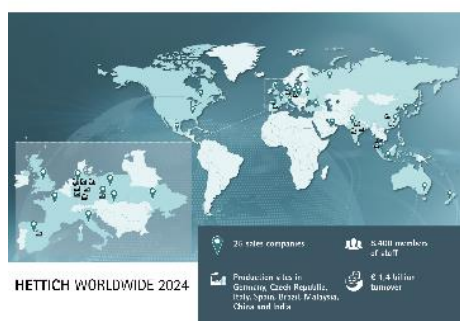 26 sales companies
8.400 members
of staff
Production sites in
Germany, Czech Republic,
Italy, Spain, Brazil, Malaysia,
China and India
€ 1,4 billion
turnover
HETTICH WORLDWIDE 2024